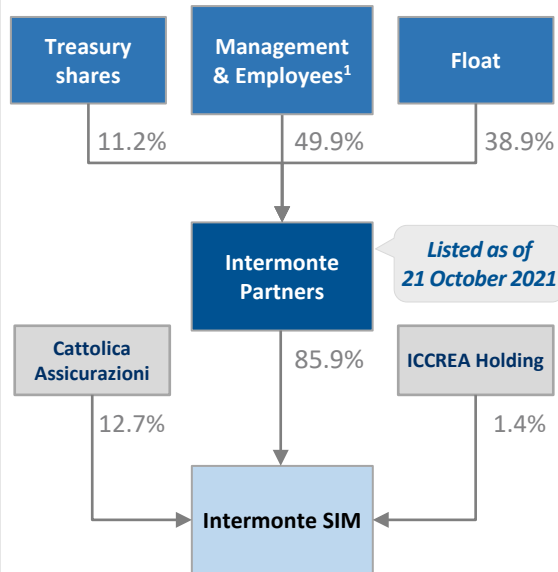 Treasury
shares
Management
& Employees1
Float
11.2%
49.9%
38.9%
Intermonte
Partners
Listed as of
21 October 2021
Cattolica
Assicurazioni
85.9%
ICCREA Holding
12.7%
1.4%
Intermonte SIM